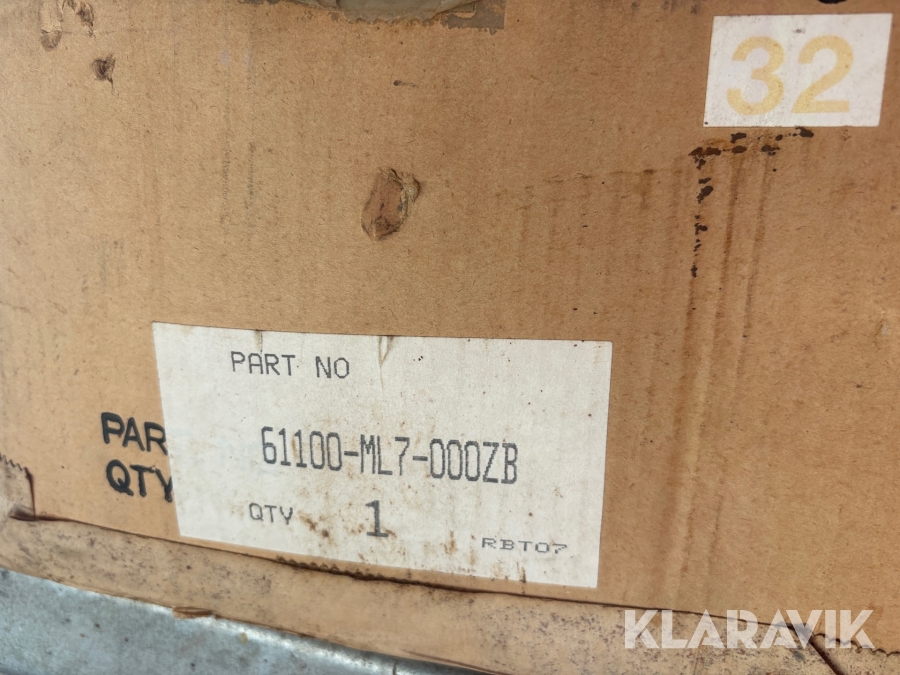 32
PART NO
PAR
61100-ML7-000ZB
QTY
QTY 1
RBT07
KLARAVIK